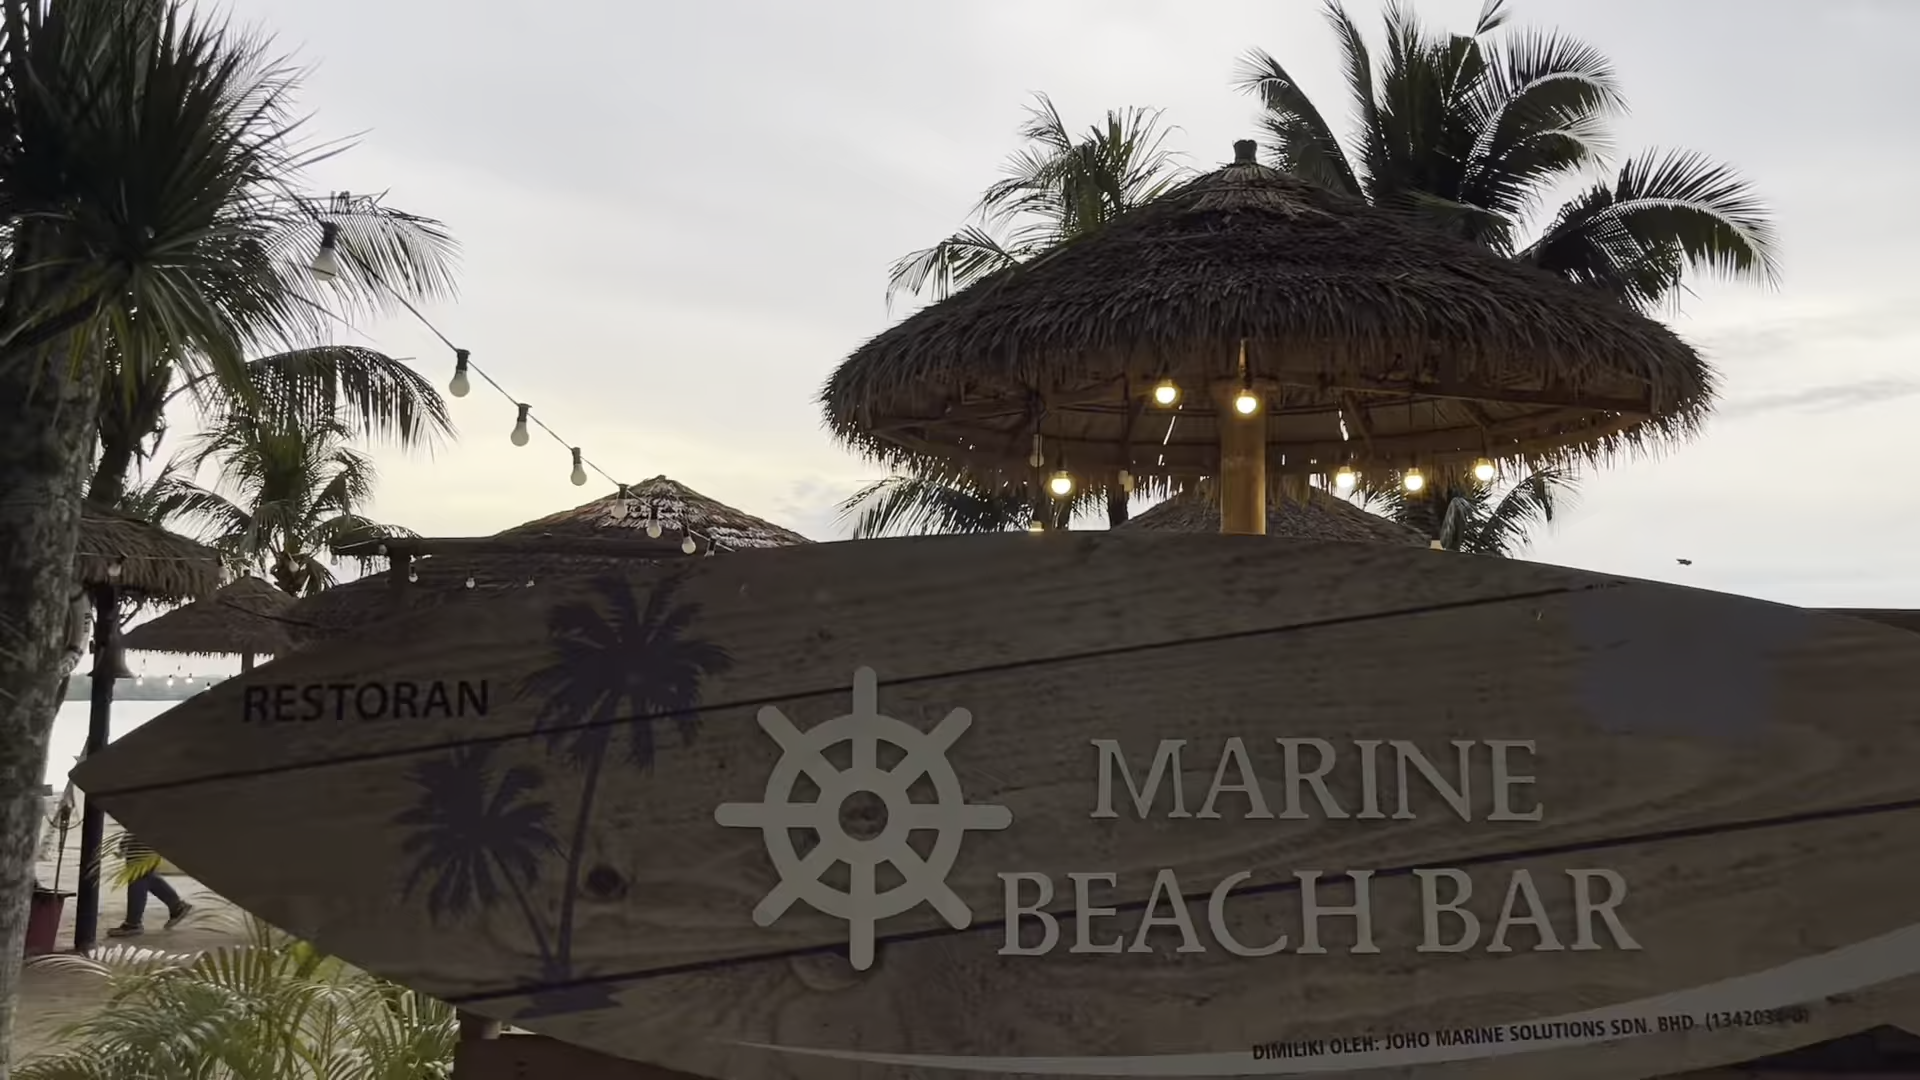 RESTORAN
MARINE
BEACH BAR
DIMILIKI OLEH: JOHO MARINE SOLUTIONS SDN. BHD.